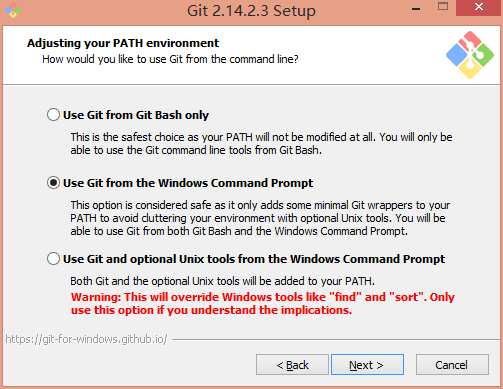 Git 2.14.2.3 Setup
Adjusting your PATH environment
How would you like to use Git from the command line?
Use Git from Git Bash only
This is the safest choice as your PATH will not be modified at all. You will only be
able to use the Git command line tools from Git Bash.
Use Git from the Windows Command Prompt
This option is considered safe as it only adds some minimal Git wrappers to your
PATH to avoid cluttering your environment with optional Unix tools. You will be
able to use Git from both Git Bash and the Windows Command Prompt.
Use Git and optional Unix tools from the Windows Command Prompt
Both Git and the optional Unix tools will be added to your PATH.
Warning: This will override Windows tools like "find" and "sort". Only
use this option if you understand the implications.
https://git-for-windows.github.io/
< Back
Next >
Cancel